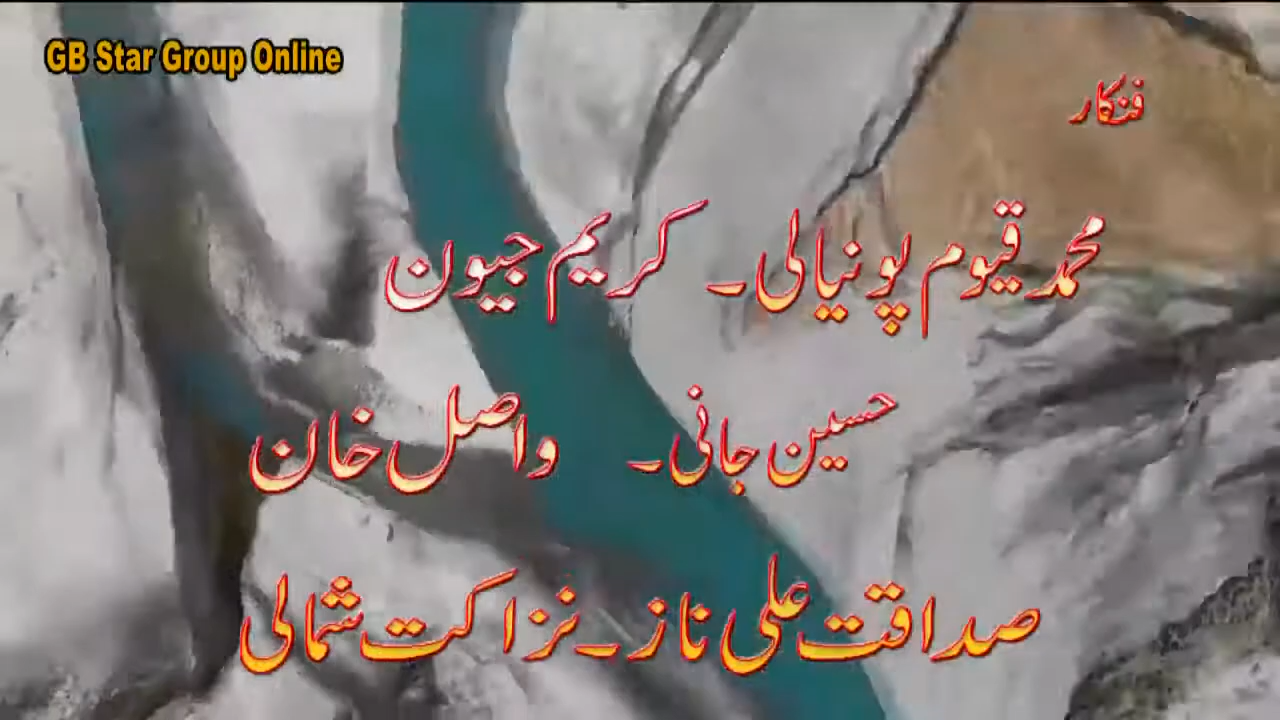 GB Star Group Online
فنکار
محمد قیوم پونیالی ۔ کریم جیون
حسین جانی ۔ واصل خان
صداقت علی ناز ۔ نزاکت شمالی